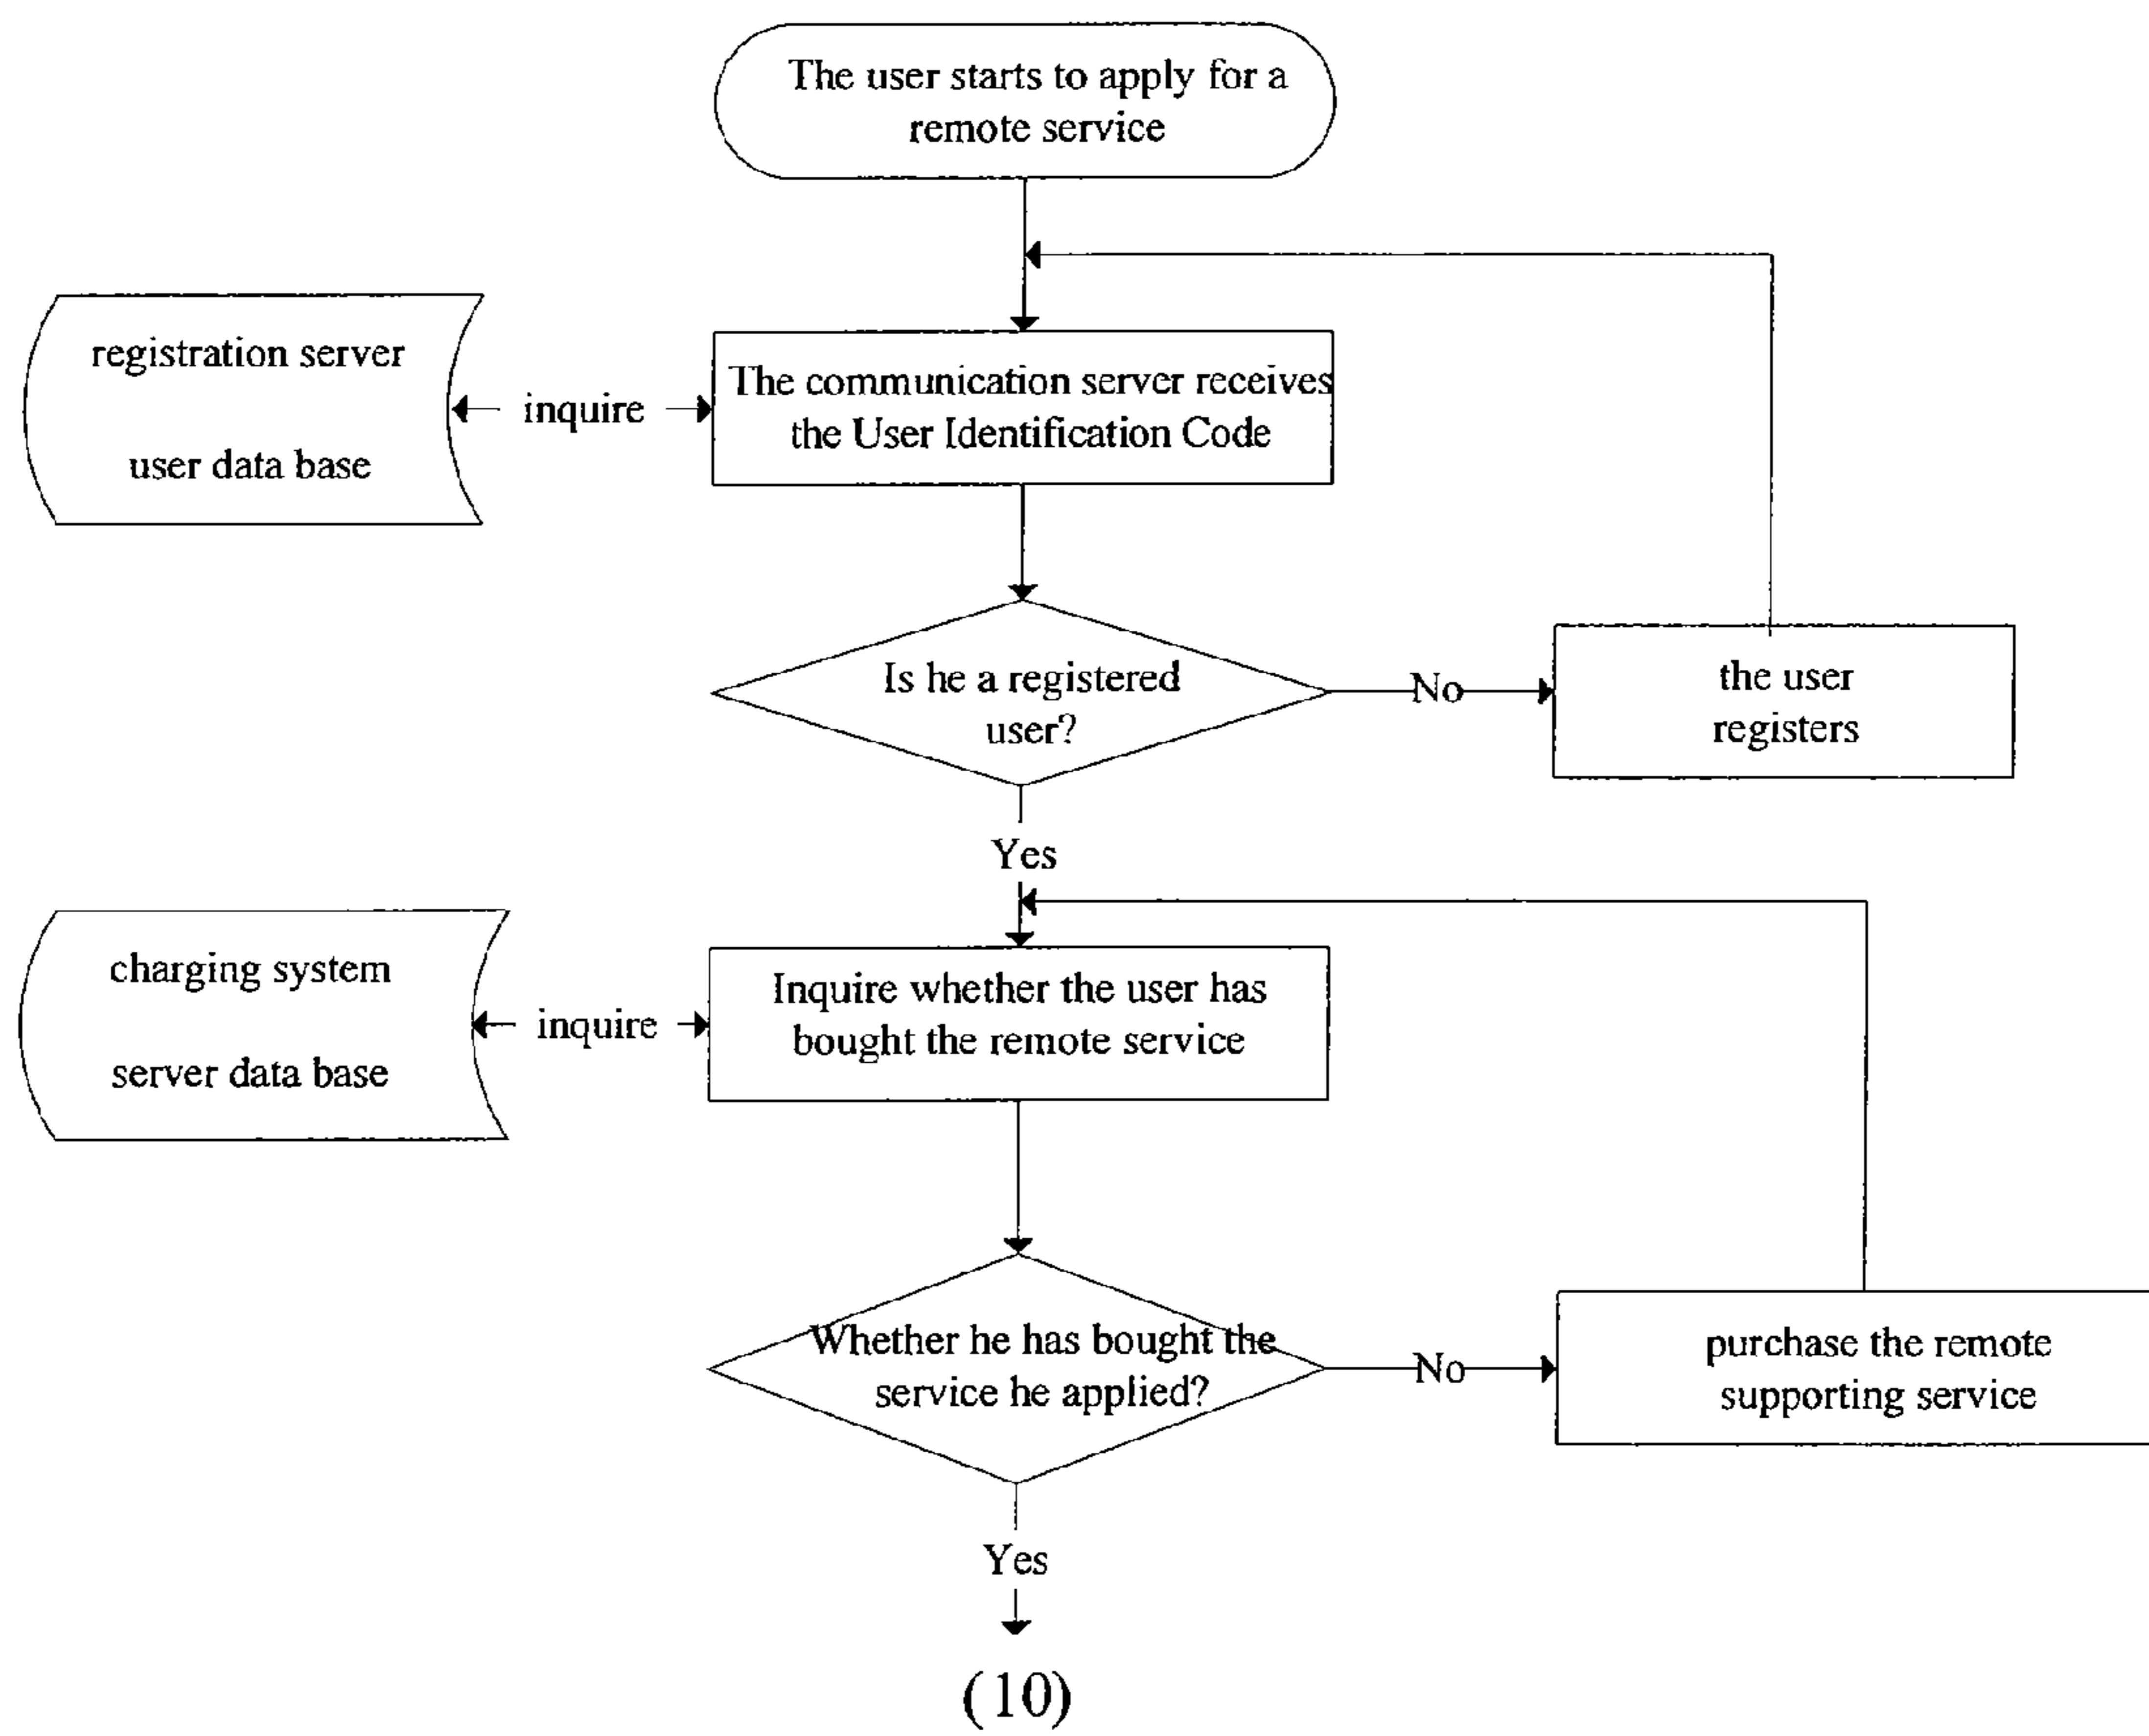 The user starts to apply for a
remote service
registration server
user data base
inquire
The communication server receives
the User Identification Code
Is he a registered
user?
No
the user
registers
Yes
charging system
server data base
inquire
Inquire whether the user has
bought the remote service
Whether he has bought the
service he applied?
No
purchase the remote
supporting service
Yes
(10)